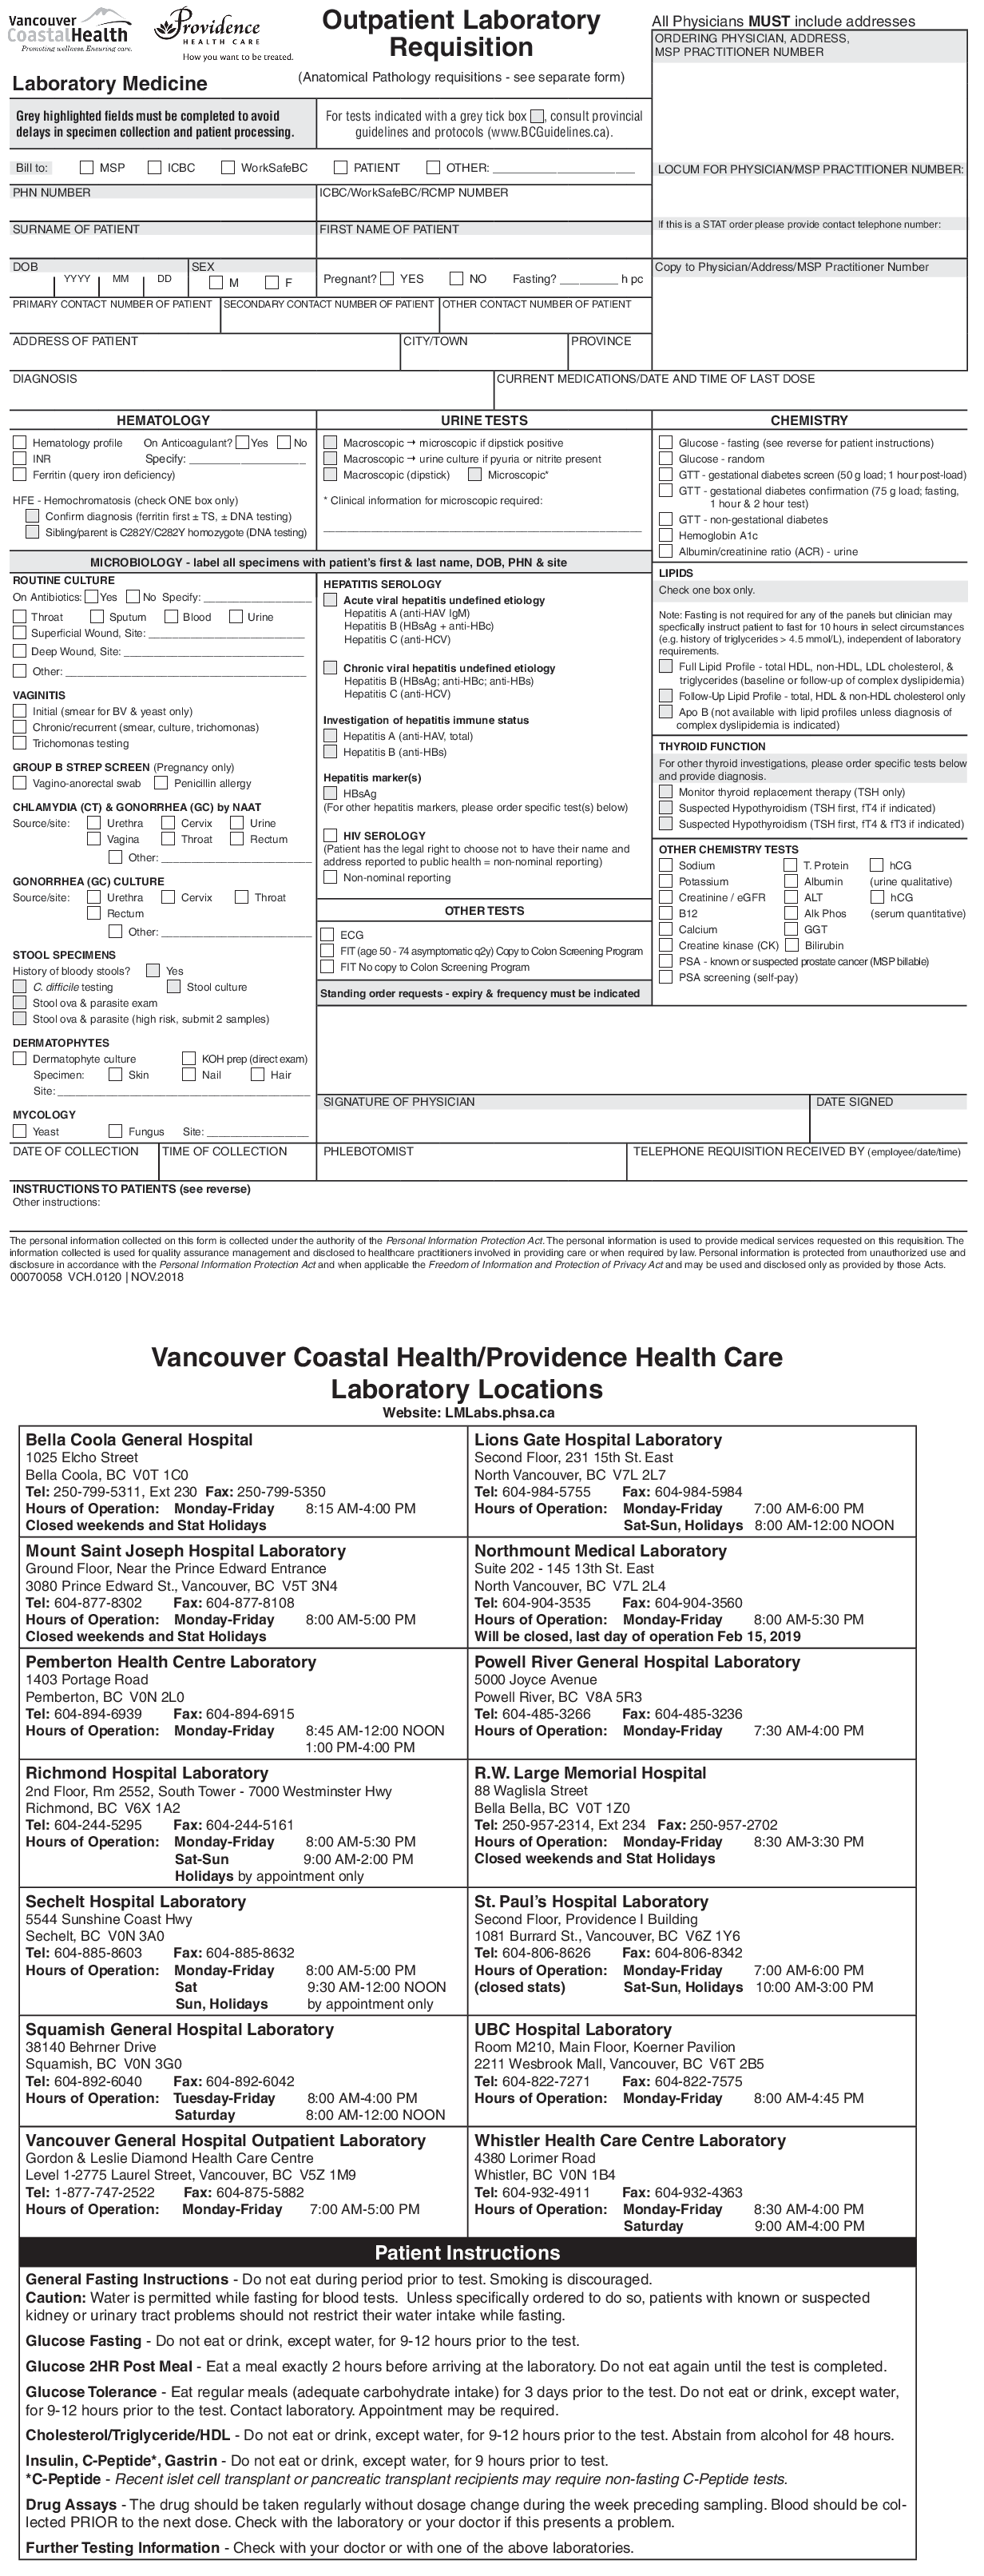 Vancouver
CoastalHealth
Promoting wellness. Ensuring care.
Providence
HEALTH CARE
How you want to be treated.
Laboratory Medicine
Outpatient Laboratory
Requisition
(Anatomical Pathology requisitions - see separate form)
All Physicians MUST include addresses
ORDERING PHYSICIAN, ADDRESS,
MSP PRACTITIONER NUMBER
Grey highlighted fields must be completed to avoid
delays in specimen collection and patient processing.
For tests indicated with a grey tick box , consult provincial
guidelines and protocols (www.BCGuidelines.ca).
Bill to: MSP ICBC WorkSafeBC PATIENT OTHER:
LOCUM FOR PHYSICIAN/MSP PRACTITIONER NUMBER:
PHN NUMBER
ICBC/WorkSafeBC/RCMP NUMBER
If this is a STAT order please provide contact telephone number:
SURNAME OF PATIENT
FIRST NAME OF PATIENT
DOB YYYY MM DD
SEX M F
Pregnant? YES NO Fasting? ________ h pc
Copy to Physician/Address/MSP Practitioner Number
PRIMARY CONTACT NUMBER OF PATIENT
SECONDARY CONTACT NUMBER OF PATIENT
OTHER CONTACT NUMBER OF PATIENT
ADDRESS OF PATIENT
CITY/TOWN
PROVINCE
DIAGNOSIS
CURRENT MEDICATIONS/DATE AND TIME OF LAST DOSE
HEMATOLOGY
Hematology profile On Anticoagulant? Yes No
INR Specify:
Ferritin (query iron deficiency)
HFE - Hemochromatosis (check ONE box only)
Confirm diagnosis (ferritin first ± TS, ± DNA testing)
Sibling/parent is C282Y/C282Y homozygote (DNA testing)
URINE TESTS
Macroscopic → microscopic if dipstick positive
Macroscopic → urine culture if pyuria or nitrite present
Macroscopic (dipstick) Microscopic*
* Clinical information for microscopic required:
CHEMISTRY
Glucose - fasting (see reverse for patient instructions)
Glucose - random
GTT - gestational diabetes screen (50 g load; 1 hour post-load)
GTT - gestational diabetes confirmation (75 g load; fasting,
1 hour & 2 hour test)
GTT - non-gestational diabetes
Hemoglobin A1c
Albumin/creatinine ratio (ACR) - urine
MICROBIOLOGY - label all specimens with patient's first & last name, DOB, PHN & site
ROUTINE CULTURE
On Antibiotics: Yes No Specify:
Throat Sputum Blood Urine
Superficial Wound, Site:
Deep Wound, Site:
Other:
VAGINITIS
Initial (smear for BV & yeast only)
Chronic/recurrent (smear, culture, trichomonas)
Trichomonas testing
GROUP B STREP SCREEN (Pregnancy only)
Vagino-anorectal swab Penicillin allergy
CHLAMYDIA (CT) & GONORRHEA (GC) by NAAT
Source/site: Urethra Cervix Urine
Vagina Throat Rectum
Other:
GONORRHEA (GC) CULTURE
Source/site: Urethra Cervix Throat
Rectum
Other:
STOOL SPECIMENS
History of bloody stools? Yes
C. difficile testing Stool culture
Stool ova & parasite exam
Stool ova & parasite (high risk, submit 2 samples)
DERMATOPHYTES
Dermatophyte culture KOH prep (direct exam)
Specimen: Skin Nail Hair
Site:
MYCOLOGY
Yeast Fungus Site:
HEPATITIS SEROLOGY
Acute viral hepatitis undefined etiology
Hepatitis A (anti-HAV IgM)
Hepatitis B (HBsAg + anti-HBc)
Hepatitis C (anti-HCV)
Chronic viral hepatitis undefined etiology
Hepatitis B (HBsAg; anti-HBc; anti-HBs)
Hepatitis C (anti-HCV)
Investigation of hepatitis immune status
Hepatitis A (anti-HAV, total)
Hepatitis B (anti-HBs)
Hepatitis marker(s)
HBsAg
(For other hepatitis markers, please order specific test(s) below)
HIV SEROLOGY
(Patient has the legal right to choose not to have their name and
address reported to public health = non-nominal reporting)
Non-nominal reporting
OTHER TESTS
ECG
FIT (age 50 - 74 asymptomatic q2y) Copy to Colon Screening Program
FIT No copy to Colon Screening Program
Standing order requests - expiry & frequency must be indicated
LIPIDS
Check one box only.
Note: Fasting is not required for any of the panels but clinician may
specfically instruct patient to fast for 10 hours in select circumstances
(e.g. history of triglycerides > 4.5 mmol/L), independent of laboratory
requirements.
Full Lipid Profile - total HDL, non-HDL, LDL cholesterol, &
triglycerides (baseline or follow-up of complex dyslipidemia)
Follow-Up Lipid Profile - total, HDL & non-HDL cholesterol only
Apo B (not available with lipid profiles unless diagnosis of
complex dyslipidemia is indicated)
THYROID FUNCTION
For other thyroid investigations, please order specific tests below
and provide diagnosis.
Monitor thyroid replacement therapy (TSH only)
Suspected Hypothyroidism (TSH first, fT4 if indicated)
Suspected Hypothyroidism (TSH first, fT4 & fT3 if indicated)
OTHER CHEMISTRY TESTS
Sodium T. Protein hCG
Potassium Albumin (urine qualitative)
Creatinine / eGFR ALT hCG
B12 Alk Phos (serum quantitative)
Calcium GGT
Creatine kinase (CK) Bilirubin
PSA - known or suspected prostate cancer (MSP billable)
PSA screening (self-pay)
SIGNATURE OF PHYSICIAN
DATE SIGNED
DATE OF COLLECTION
TIME OF COLLECTION
PHLEBOTOMIST
TELEPHONE REQUISITION RECEIVED BY (employee/date/time)
INSTRUCTIONS TO PATIENTS (see reverse)
Other instructions:
The personal information collected on this form is collected under the authority of the Personal Information Protection Act. The personal information is used to provide medical services requested on this requisition. The
information collected is used for quality assurance management and disclosed to healthcare practitioners involved in providing care or when required by law. Personal information is protected from unauthorized use and
disclosure in accordance with the Personal Information Protection Act and when applicable the Freedom of Information and Protection of Privacy Act and may be used and disclosed only as provided by those Acts.
00070058 VCH.0120 | NOV.2018
Vancouver Coastal Health/Providence Health Care
Laboratory Locations
Website: LMLabs.phsa.ca
Bella Coola General Hospital
1025 Elcho Street
Bella Coola, BC V0T 1C0
Tel: 250-799-5311, Ext 230 Fax: 250-799-5350
Hours of Operation: Monday-Friday 8:15 AM-4:00 PM
Closed weekends and Stat Holidays
Lions Gate Hospital Laboratory
Second Floor, 231 15th St. East
North Vancouver, BC V7L 2L7
Tel: 604-984-5755 Fax: 604-984-5984
Hours of Operation: Monday-Friday 7:00 AM-6:00 PM
Sat-Sun, Holidays 8:00 AM-12:00 NOON
Mount Saint Joseph Hospital Laboratory
Ground Floor, Near the Prince Edward Entrance
3080 Prince Edward St., Vancouver, BC V5T 3N4
Tel: 604-877-8302 Fax: 604-877-8108
Hours of Operation: Monday-Friday 8:00 AM-5:00 PM
Closed weekends and Stat Holidays
Northmount Medical Laboratory
Suite 202 - 145 13th St. East
North Vancouver, BC V7L 2L4
Tel: 604-904-3535 Fax: 604-904-3560
Hours of Operation: Monday-Friday 8:00 AM-5:30 PM
Will be closed, last day of operation Feb 15, 2019
Pemberton Health Centre Laboratory
1403 Portage Road
Pemberton, BC V0N 2L0
Tel: 604-894-6939 Fax: 604-894-6915
Hours of Operation: Monday-Friday 8:45 AM-12:00 NOON
1:00 PM-4:00 PM
Powell River General Hospital Laboratory
5000 Joyce Avenue
Powell River, BC V8A 5R3
Tel: 604-485-3266 Fax: 604-485-3236
Hours of Operation: Monday-Friday 7:30 AM-4:00 PM
Richmond Hospital Laboratory
2nd Floor, Rm 2552, South Tower - 7000 Westminster Hwy
Richmond, BC V6X 1A2
Tel: 604-244-5295 Fax: 604-244-5161
Hours of Operation: Monday-Friday 8:00 AM-5:30 PM
Sat-Sun 9:00 AM-2:00 PM
Holidays by appointment only
R.W. Large Memorial Hospital
88 Waglisla Street
Bella Bella, BC V0T 1Z0
Tel: 250-957-2314, Ext 234 Fax: 250-957-2702
Hours of Operation: Monday-Friday 8:30 AM-3:30 PM
Closed weekends and Stat Holidays
Sechelt Hospital Laboratory
5544 Sunshine Coast Hwy
Sechelt, BC V0N 3A0
Tel: 604-885-8603 Fax: 604-885-8632
Hours of Operation: Monday-Friday 8:00 AM-5:00 PM
Sat 9:30 AM-12:00 NOON
Sun, Holidays by appointment only
St. Paul's Hospital Laboratory
Second Floor, Providence I Building
1081 Burrard St., Vancouver, BC V6Z 1Y6
Tel: 604-806-8626 Fax: 604-806-8342
Hours of Operation: Monday-Friday 7:00 AM-6:00 PM
(closed stats) Sat-Sun, Holidays 10:00 AM-3:00 PM
Squamish General Hospital Laboratory
38140 Behrner Drive
Squamish, BC V0N 3G0
Tel: 604-892-6040 Fax: 604-892-6042
Hours of Operation: Tuesday-Friday 8:00 AM-4:00 PM
Saturday 8:00 AM-12:00 NOON
UBC Hospital Laboratory
Room M210, Main Floor, Koerner Pavilion
2211 Wesbrook Mall, Vancouver, BC V6T 2B5
Tel: 604-822-7271 Fax: 604-822-7575
Hours of Operation: Monday-Friday 8:00 AM-4:45 PM
Vancouver General Hospital Outpatient Laboratory
Gordon & Leslie Diamond Health Care Centre
Level 1-2775 Laurel Street, Vancouver, BC V5Z 1M9
Tel: 1-877-747-2522 Fax: 604-875-5882
Hours of Operation: Monday-Friday 7:00 AM-5:00 PM
Whistler Health Care Centre Laboratory
4380 Lorimer Road
Whistler, BC V0N 1B4
Tel: 604-932-4911 Fax: 604-932-4363
Hours of Operation: Monday-Friday 8:30 AM-4:00 PM
Saturday 9:00 AM-4:00 PM
Patient Instructions
General Fasting Instructions - Do not eat during period prior to test. Smoking is discouraged.
Caution: Water is permitted while fasting for blood tests. Unless specifically ordered to do so, patients with known or suspected
kidney or urinary tract problems should not restrict their water intake while fasting.
Glucose Fasting - Do not eat or drink, except water, for 9-12 hours prior to the test.
Glucose 2HR Post Meal - Eat a meal exactly 2 hours before arriving at the laboratory. Do not eat again until the test is completed.
Glucose Tolerance - Eat regular meals (adequate carbohydrate intake) for 3 days prior to the test. Do not eat or drink, except water,
for 9-12 hours prior to the test. Contact laboratory. Appointment may be required.
Cholesterol/Triglyceride/HDL - Do not eat or drink, except water, for 9-12 hours prior to the test. Abstain from alcohol for 48 hours.
Insulin, C-Peptide*, Gastrin - Do not eat or drink, except water, for 9 hours prior to test.
*C-Peptide - Recent islet cell transplant or pancreatic transplant recipients may require non-fasting C-Peptide tests.
Drug Assays - The drug should be taken regularly without dosage change during the week preceding sampling. Blood should be col-
lected PRIOR to the next dose. Check with the laboratory or your doctor if this presents a problem.
Further Testing Information - Check with your doctor or with one of the above laboratories.